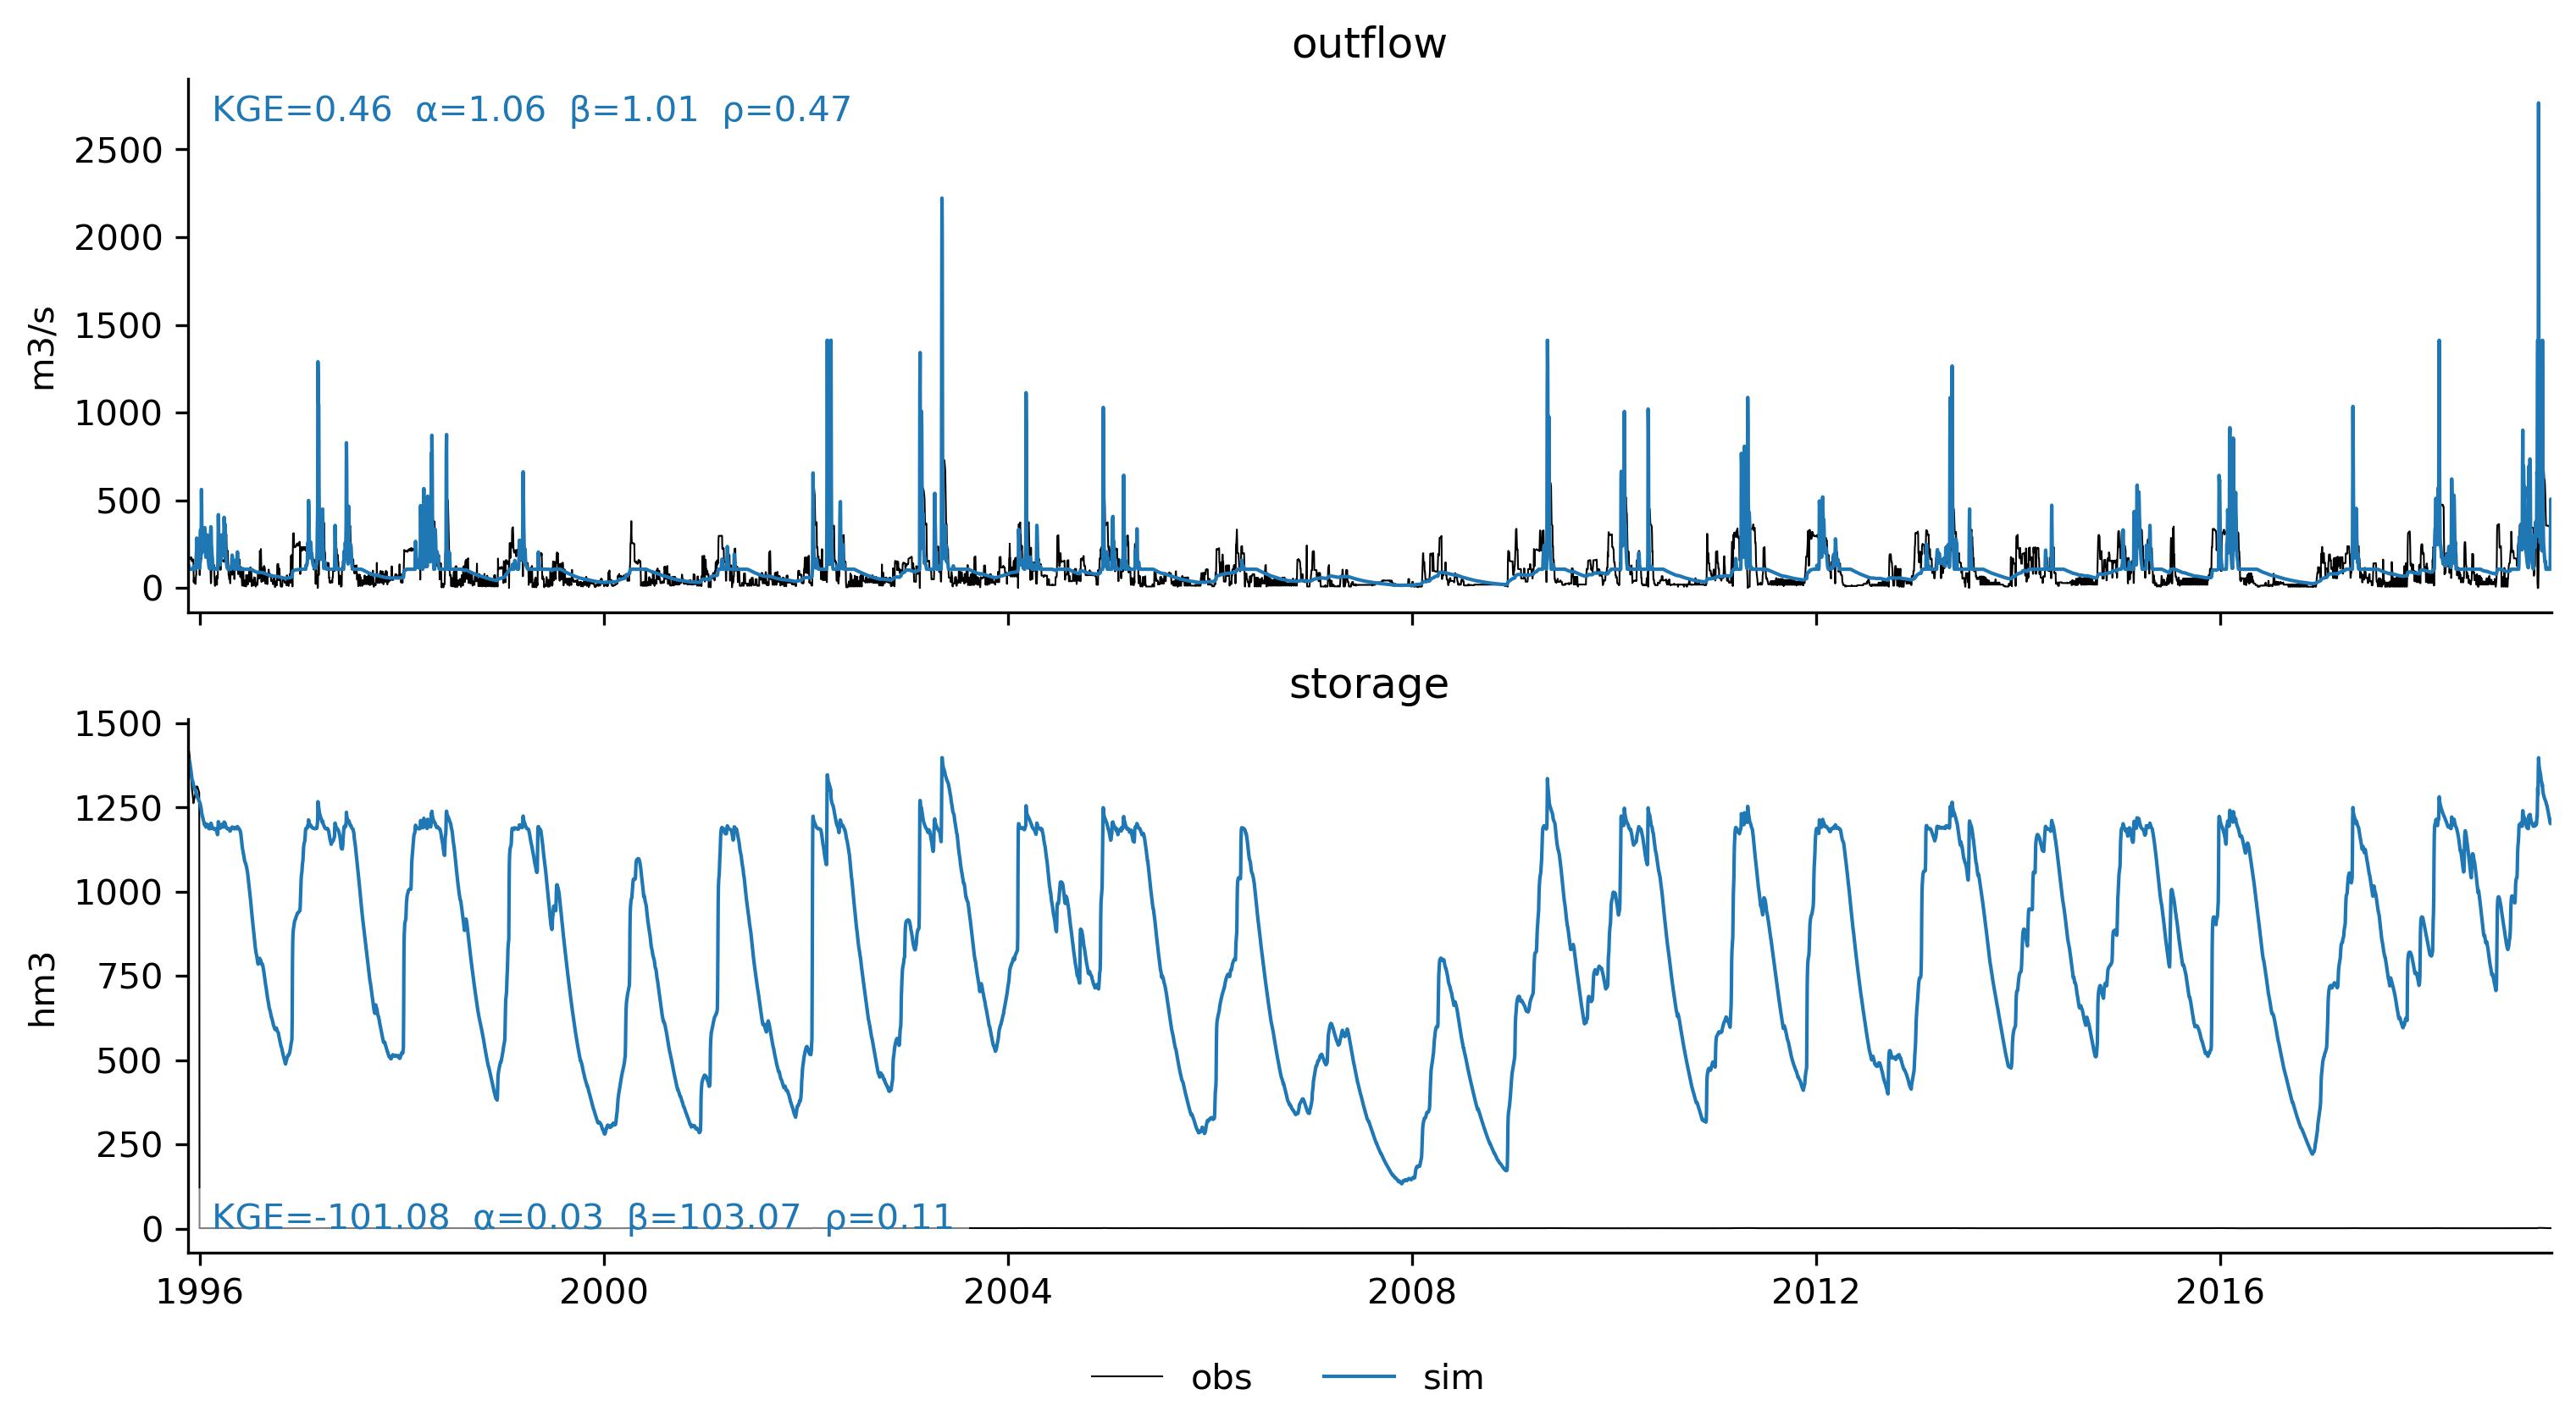 outflow
KGE=0.46 α=1.06 β=1.01 ρ=0.47
2500
2000
1500
1000
500
0
m3/s
storage
1500
1250
1000
750
500
250
0
hm3
KGE=-101.08 α=0.03 β=103.07 ρ=0.11
1996 2000 2004 2008 2012 2016
obs sim